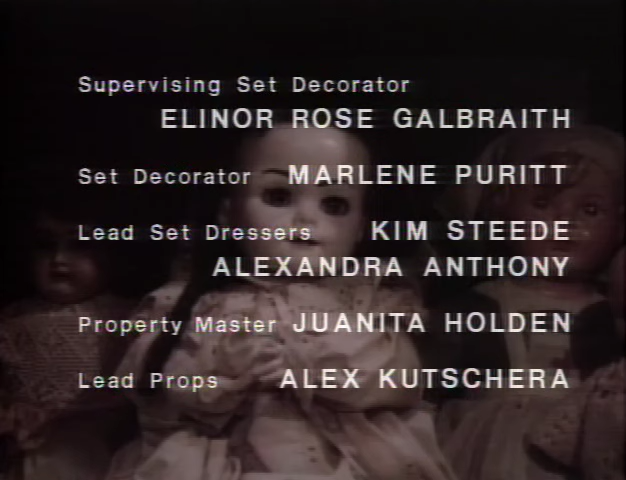 Supervising Set Decorator
ELINOR ROSE GALBRAITH
Set Decorator MARLENE PURITT
Lead Set Dressers KIM STEEDE
ALEXANDRA ANTHONY
Property Master JUANITA HOLDEN
Lead Props ALEX KUTSCHERA